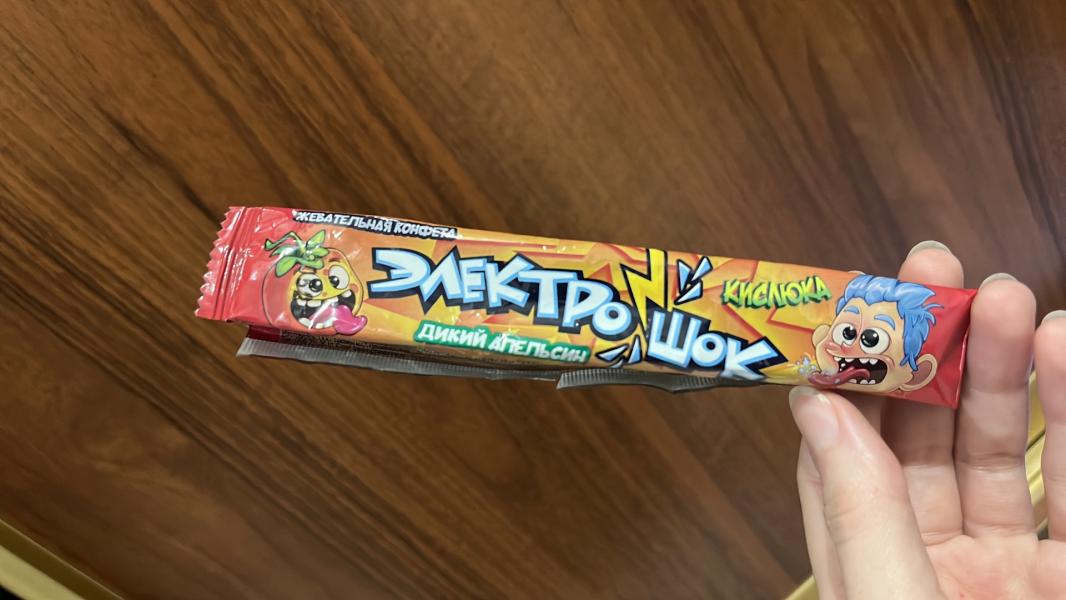 ЖЕВАТЕЛЬНАЯ КОНФЕТА
ЭЛЕКТРО
ШОК
КИСЛЮКА
ДИКИЙ АПЕЛЬСИН